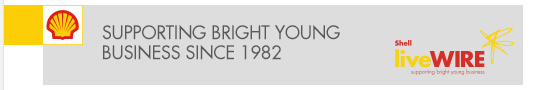 SUPPORTING BRIGHT YOUNG
BUSINESS SINCE 1982
Shell
liveWIRE
supporting bright young business